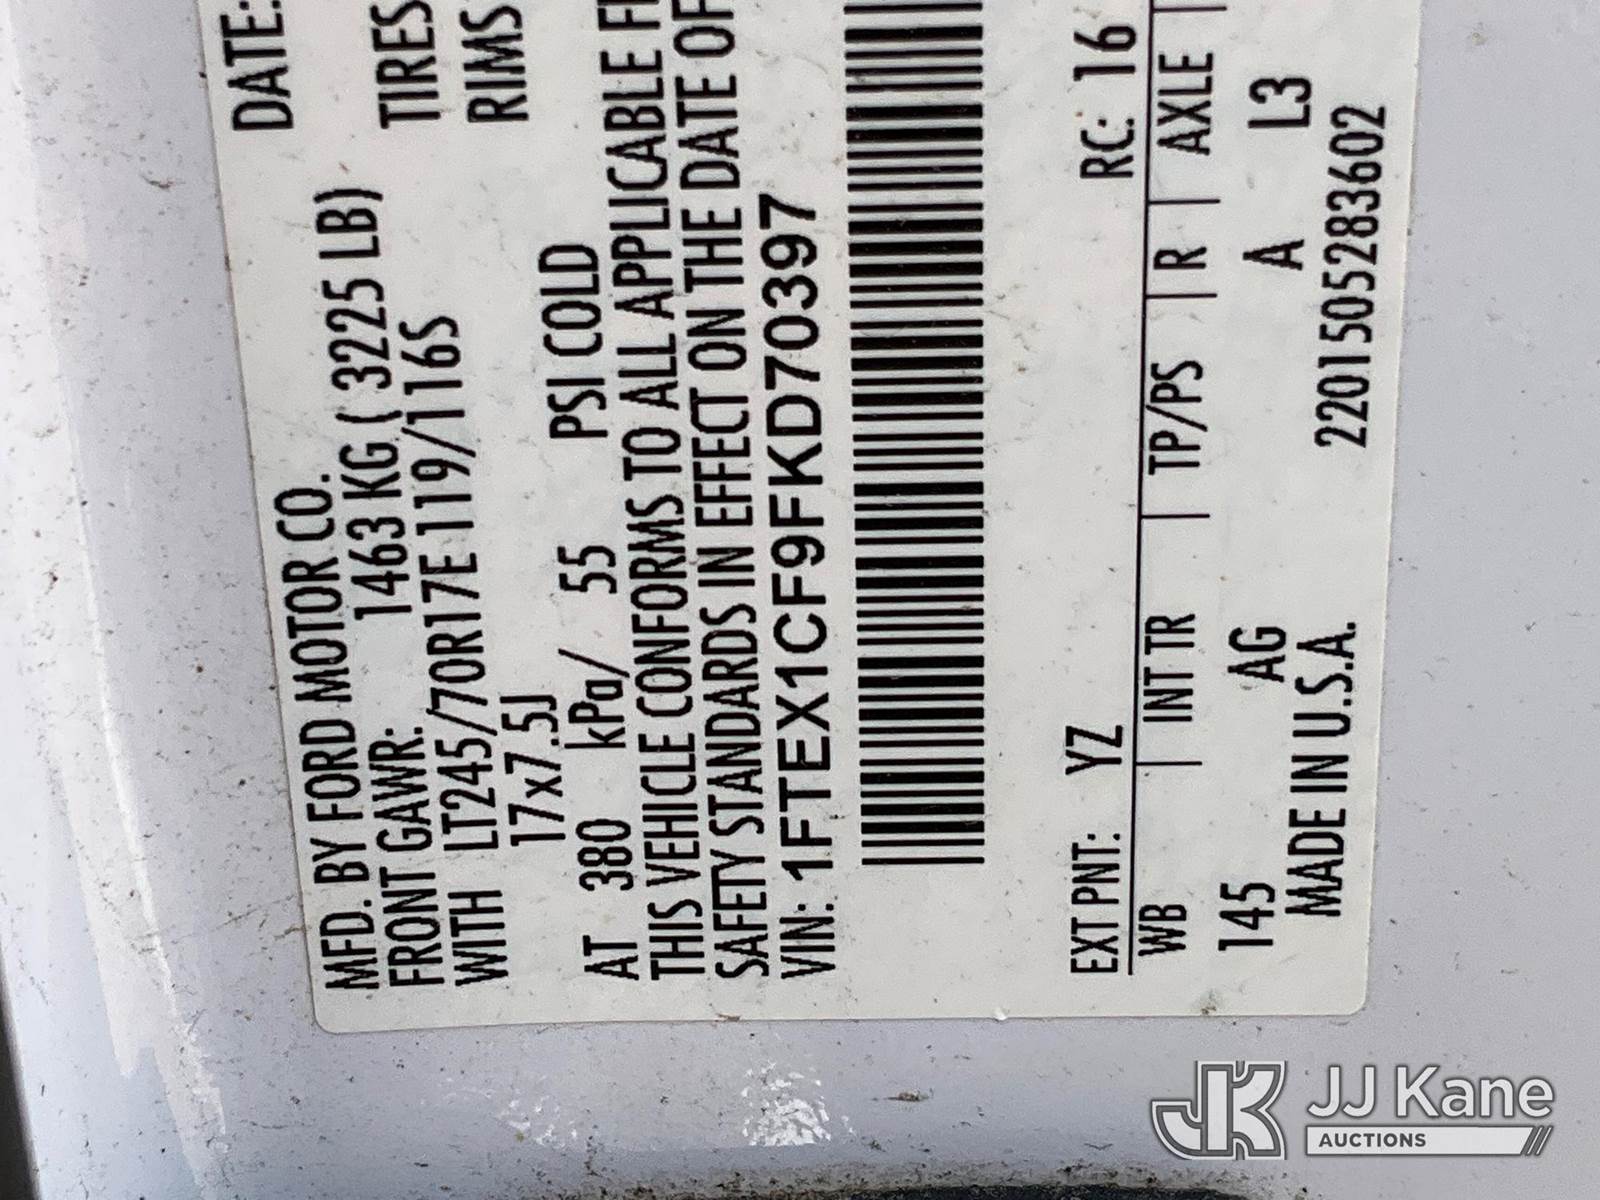 MFD. BY FORD MOTOR CO.
DATE:
FRONT GAWR: 1463 KG ( 3225 LB)
WITH LT245/70R17E 119/116S TIRES
17x7.5J RIMS
AT 380 kPa/ 55 PSI COLD
THIS VEHICLE CONFORMS TO ALL APPLICABLE
SAFETY STANDARDS IN EFFECT ON THE DATE OF
VIN: 1FTEX1CF9FKD70397
EXT PNT: YZ RC: 16
WB | INT TR | TP/PS | R | AXLE |
145 AG A L3
MADE IN U.S.A. 2201505283602
JJ Kane
AUCTIONS